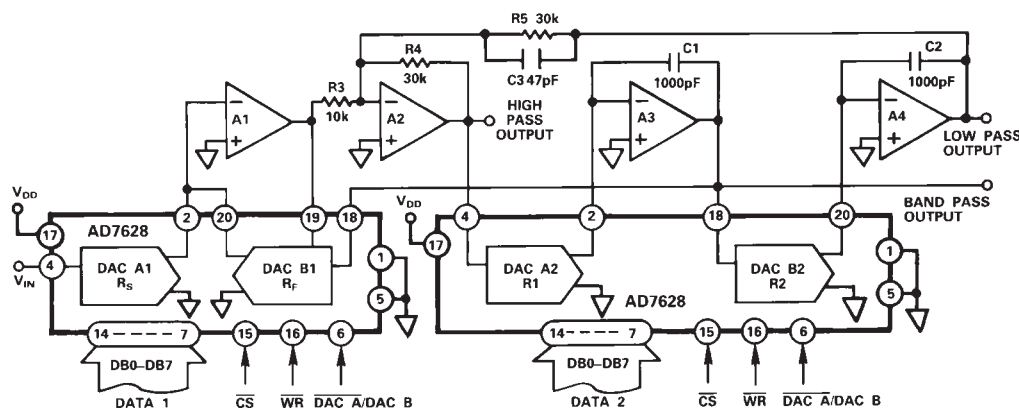 R5 30k
C3 47pF
R4
30k
R3
10k
C1
1000pF
C2
1000pF
− A1 +
− A2 +
− A3 +
− A4 +
HIGH
PASS
OUTPUT
LOW PASS
OUTPUT
BAND PASS
OUTPUT
VDD
17
AD7628
2
20
19
18
4
VIN
DAC A1
RS
DAC B1
RF
1
5
14 ---- 7
15
16
6
DB0–DB7
DATA 1
CS
WR
DAC A/DAC B
VDD
17
4
2
18
20
DAC A2
R1
AD7628
DAC B2
R2
1
5
14 ---- 7
15
16
6
DB0–DB7
DATA 2
CS
WR
DAC A/DAC B